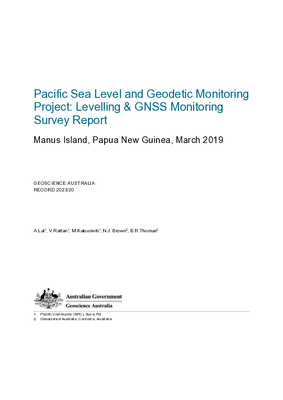 Pacific Sea Level and Geodetic Monitoring
Project: Levelling & GNSS Monitoring
Survey Report
Manus Island, Papua New Guinea, March 2019
GEOSCIENCE AUSTRALIA
RECORD 2023/20
A.Lal¹, V.Rattan¹, M.Kalouniviti¹, N.J. Brown², B.R.Thomas²
Australian Government
Geoscience Australia
1. Pacific Community (SPC), Suva, Fiji
2. Geoscience Australia, Canberra, Australia